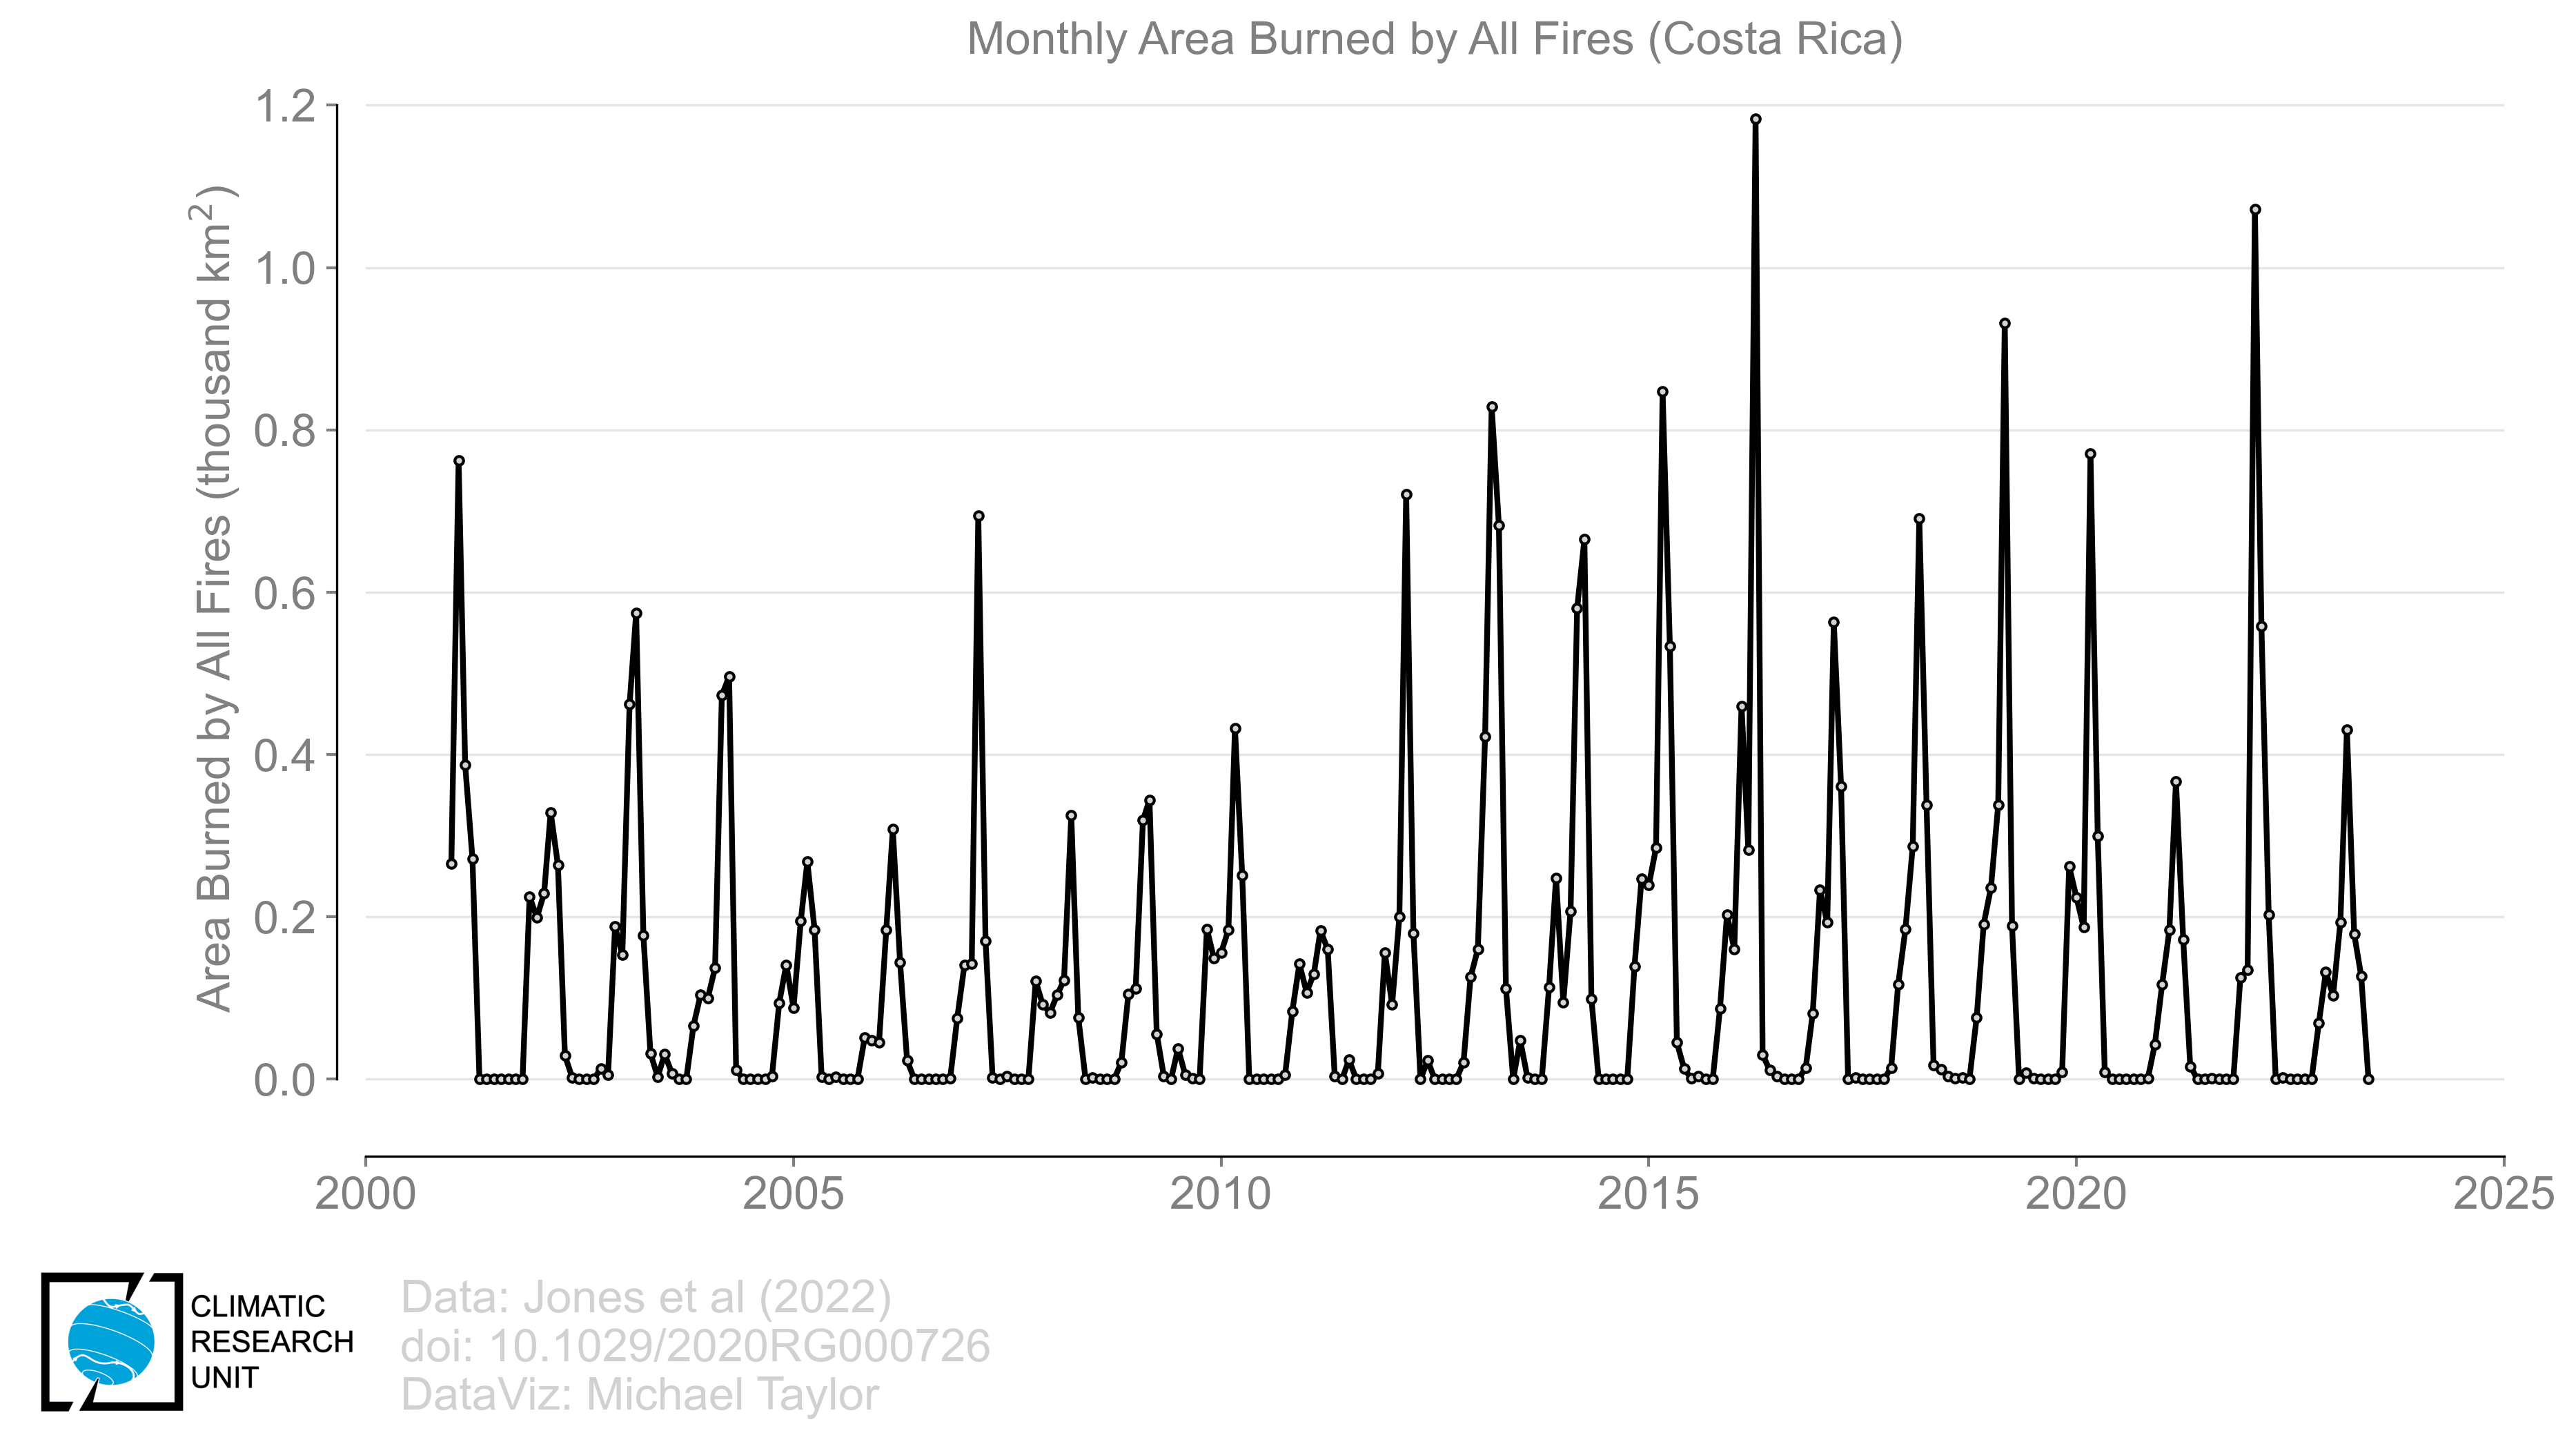 Monthly Area Burned by All Fires (Costa Rica)
Area Burned by All Fires (thousand km²)
1.2
1.0
0.8
0.6
0.4
0.2
0.0
2000 2005 2010 2015 2020 2025
CLIMATIC
RESEARCH
UNIT
Data: Jones et al (2022)
doi: 10.1029/2020RG000726
DataViz: Michael Taylor